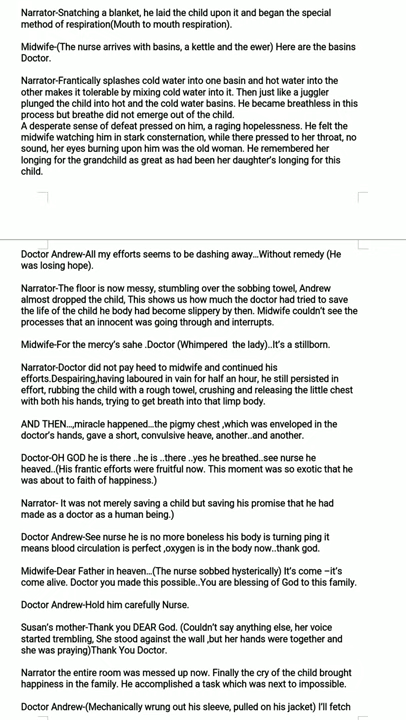 Narrator-Snatching a blanket, he laid the child upon it and began the special
method of respiration(Mouth to mouth respiration).
Midwife-(The nurse arrives with basins, a kettle and the ewer) Here are the basins
Doctor.
Narrator-Frantically splashes cold water into one basin and hot water into the
other makes it tolerable by mixing cold water into it. Then just like a juggler
plunged the child into hot and the cold water basins. He became breathless in this
process but breathe did not emerge out of the child.
A desperate sense of defeat pressed on him, a raging hopelessness. He felt the
midwife watching him in stark consternation, while there pressed to her throat, no
sound, her eyes burning upon him was the old woman. He remembered her
longing for the grandchild as great as had been her daughter's longing for this
child.
Doctor Andrew-All my efforts seems to be dashing away...Without remedy (He
was losing hope).
Narrator-The floor is now messy, stumbling over the sobbing towel, Andrew
almost dropped the child, This shows us how much the doctor had tried to save
the life of the child he body had become slippery by then. Midwife couldn't see the
processes that an innocent was going through and interrupts.
Midwife-For the mercy's sahe .Doctor (Whimpered the lady)..It's a stillborn.
Narrator-Doctor did not pay heed to midwife and continued his
efforts.Despairing,having laboured in vain for half an hour, he still persisted in
effort, rubbing the child with a rough towel, crushing and releasing the little chest
with both his hands, trying to get breath into that limp body.
AND THEN...,miracle happened...the pigmy chest ,which was enveloped in the
doctor's hands, gave a short, convulsive heave, another..and another.
Doctor-OH GOD he is there ..he is ..there ..yes he breathed..see nurse he
heaved..(His frantic efforts were fruitful now. This moment was so exotic that he
was about to faith of happiness.)
Narrator- It was not merely saving a child but saving his promise that he had
made as a doctor as a human being.)
Doctor Andrew-See nurse he is no more boneless his body is turning ping it
means blood circulation is perfect ,oxygen is in the body now..thank god.
Midwife-Dear Father in heaven...(The nurse sobbed hysterically) It's come –it's
come alive. Doctor you made this possible..You are blessing of God to this family.
Doctor Andrew-Hold him carefully Nurse.
Susan's mother-Thank you DEAR God. (Couldn't say anything else, her voice
started trembling, She stood against the wall ,but her hands were together and
she was praying)Thank You Doctor.
Narrator the entire room was messed up now. Finally the cry of the child brought
happiness in the family. He accomplished a task which was next to impossible.
Doctor Andrew-(Mechanically wrung out his sleeve, pulled on his jacket) I'll fetch